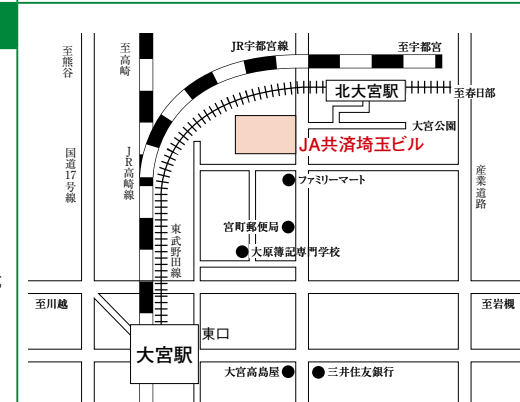 JR宇都宮線
至宇都宮
至熊谷
至高崎
北大宮駅
至春日部
大宮公園
JA共済埼玉ビル
国道17号線
JR高崎線
ファミリーマート
産業道路
東武野田線
宮町郵便局
大原簿記専門学校
至川越
至岩槻
東口
大宮駅
大宮高島屋
三井住友銀行